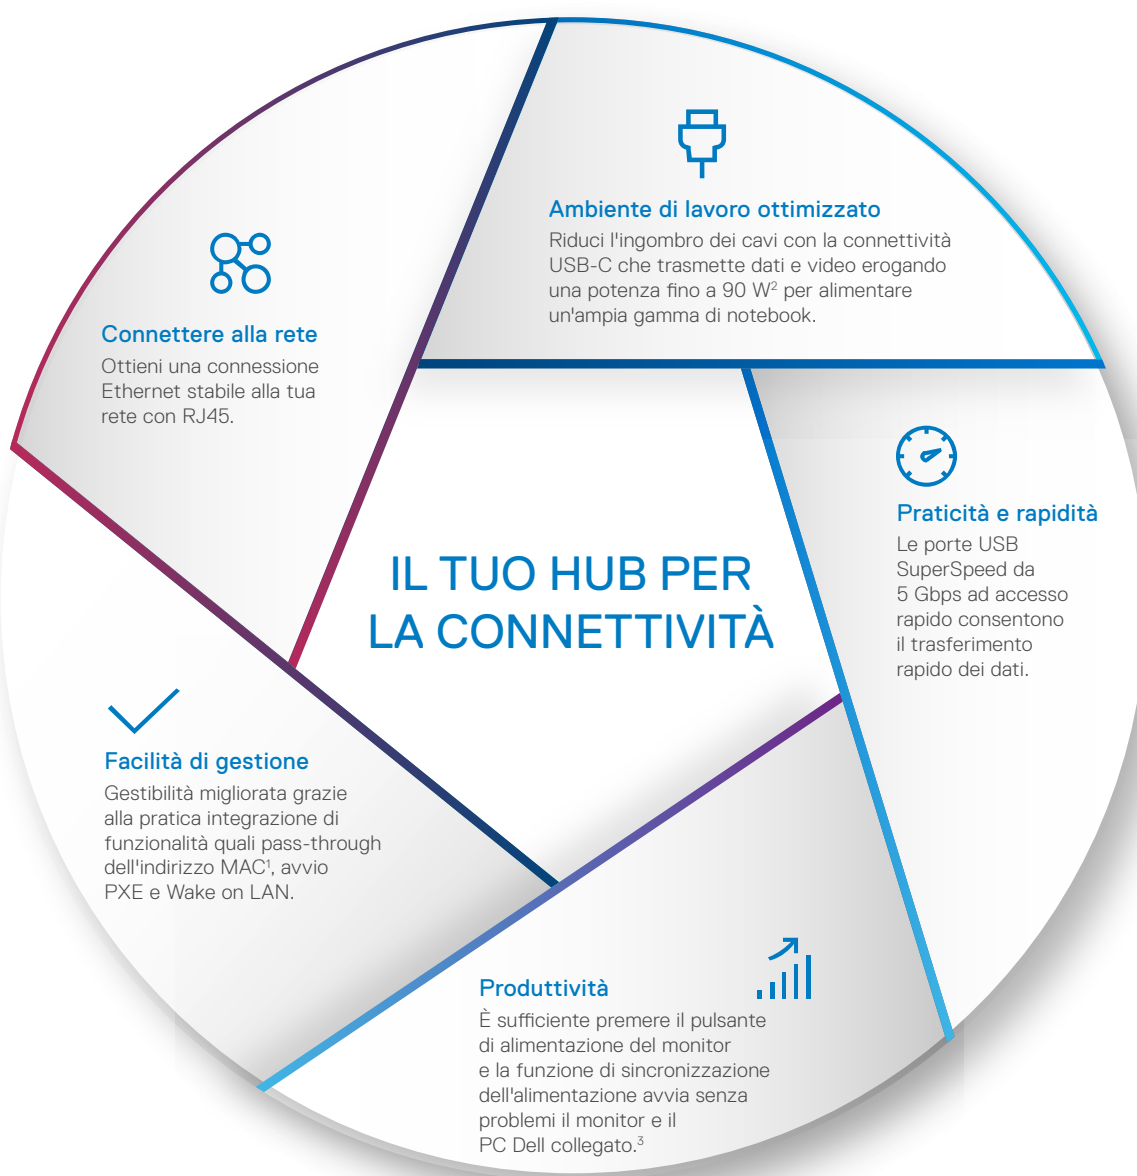 Ambiente di lavoro ottimizzato
Riduci l'ingombro dei cavi con la connettività
USB-C che trasmette dati e video erogando
una potenza fino a 90 W² per alimentare
un'ampia gamma di notebook.
Connettere alla rete
Ottieni una connessione
Ethernet stabile alla tua
rete con RJ45.
Praticità e rapidità
Le porte USB
SuperSpeed da
5 Gbps ad accesso
rapido consentono
il trasferimento
rapido dei dati.
IL TUO HUB PER
LA CONNETTIVITÀ
Facilità di gestione
Gestibilità migliorata grazie
alla pratica integrazione di
funzionalità quali pass-through
dell'indirizzo MAC¹, avvio
PXE e Wake on LAN.
Produttività
È sufficiente premere il pulsante
di alimentazione del monitor
e la funzione di sincronizzazione
dell'alimentazione avvia senza
problemi il monitor e il
PC Dell collegato.³